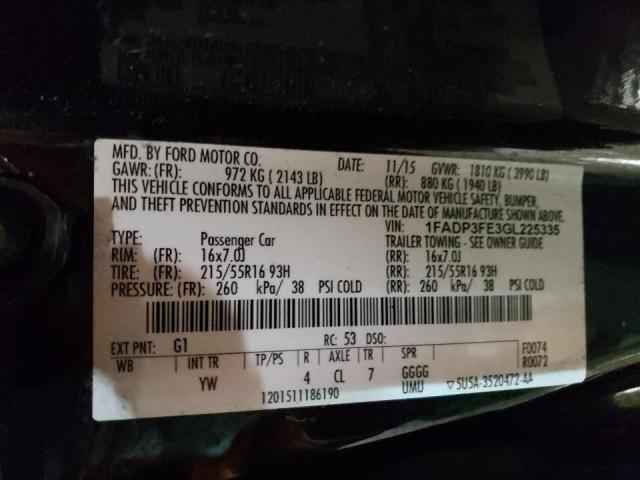 MFD. BY FORD MOTOR CO. DATE: 11/15 GVWR: 1810 KG (3990 LB)
GAWR: (FR): 972 KG (2143 LB) (RR): 880 KG (1940 LB)
THIS VEHICLE CONFORMS TO ALL APPLICABLE FEDERAL MOTOR VEHICLE SAFETY, BUMPER,
AND THEFT PREVENTION STANDARDS IN EFFECT ON THE DATE OF MANUFACTURE SHOWN ABOVE.
VIN: 1FADP3FE3GL225335
TYPE: Passenger Car TRAILER TOWING - SEE OWNER GUIDE
RIM: (FR): 16x7.0J (RR): 16x7.0J
TIRE: (FR): 215/55R16 93H (RR): 215/55R16 93H
PRESSURE: (FR): 260 kPa/ 38 PSI COLD (RR): 260 kPa/ 38 PSI COLD
EXT PNT: G1 RC: 53 DSO: F0074
WB INT TR TP/PS R AXLE TR SPR R0072
YW 4 CL 7 GGGG
UMU
1201511186190 5U5A-3520472-AA